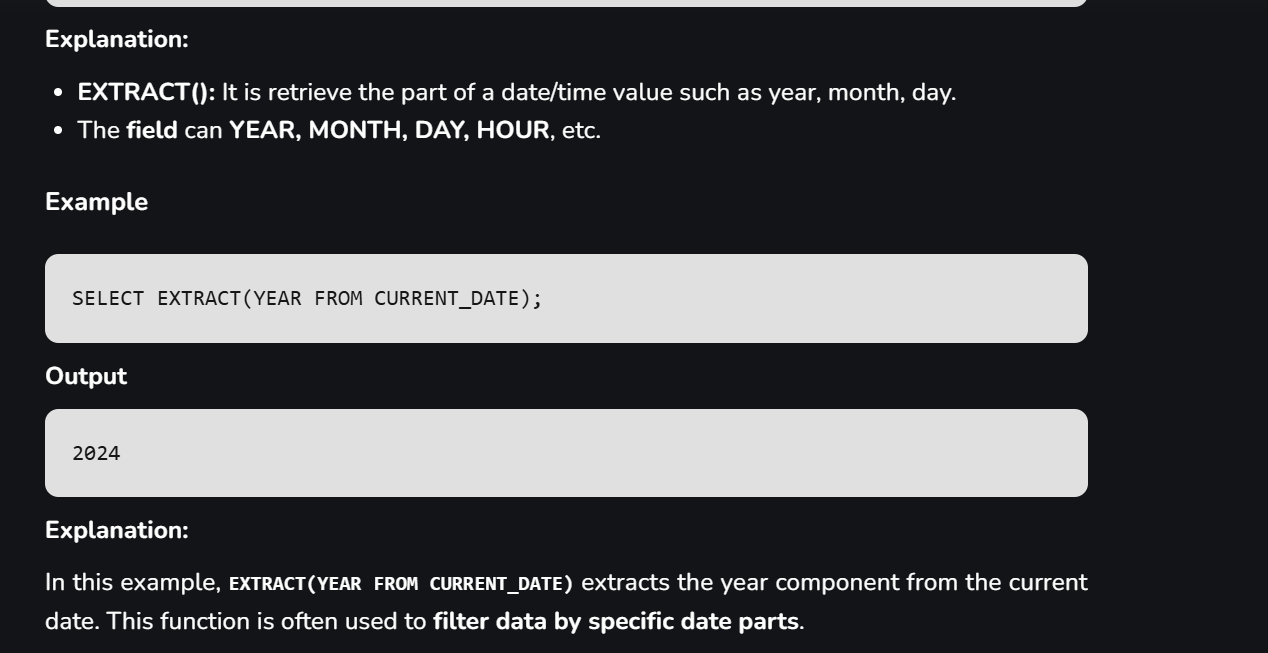 Explanation:
EXTRACT(): It is retrieve the part of a date/time value such as year, month, day.
The field can YEAR, MONTH, DAY, HOUR, etc.
Example
SELECT EXTRACT(YEAR FROM CURRENT_DATE);
Output
2024
Explanation:
In this example, EXTRACT(YEAR FROM CURRENT_DATE) extracts the year component from the current
date. This function is often used to filter data by specific date parts.